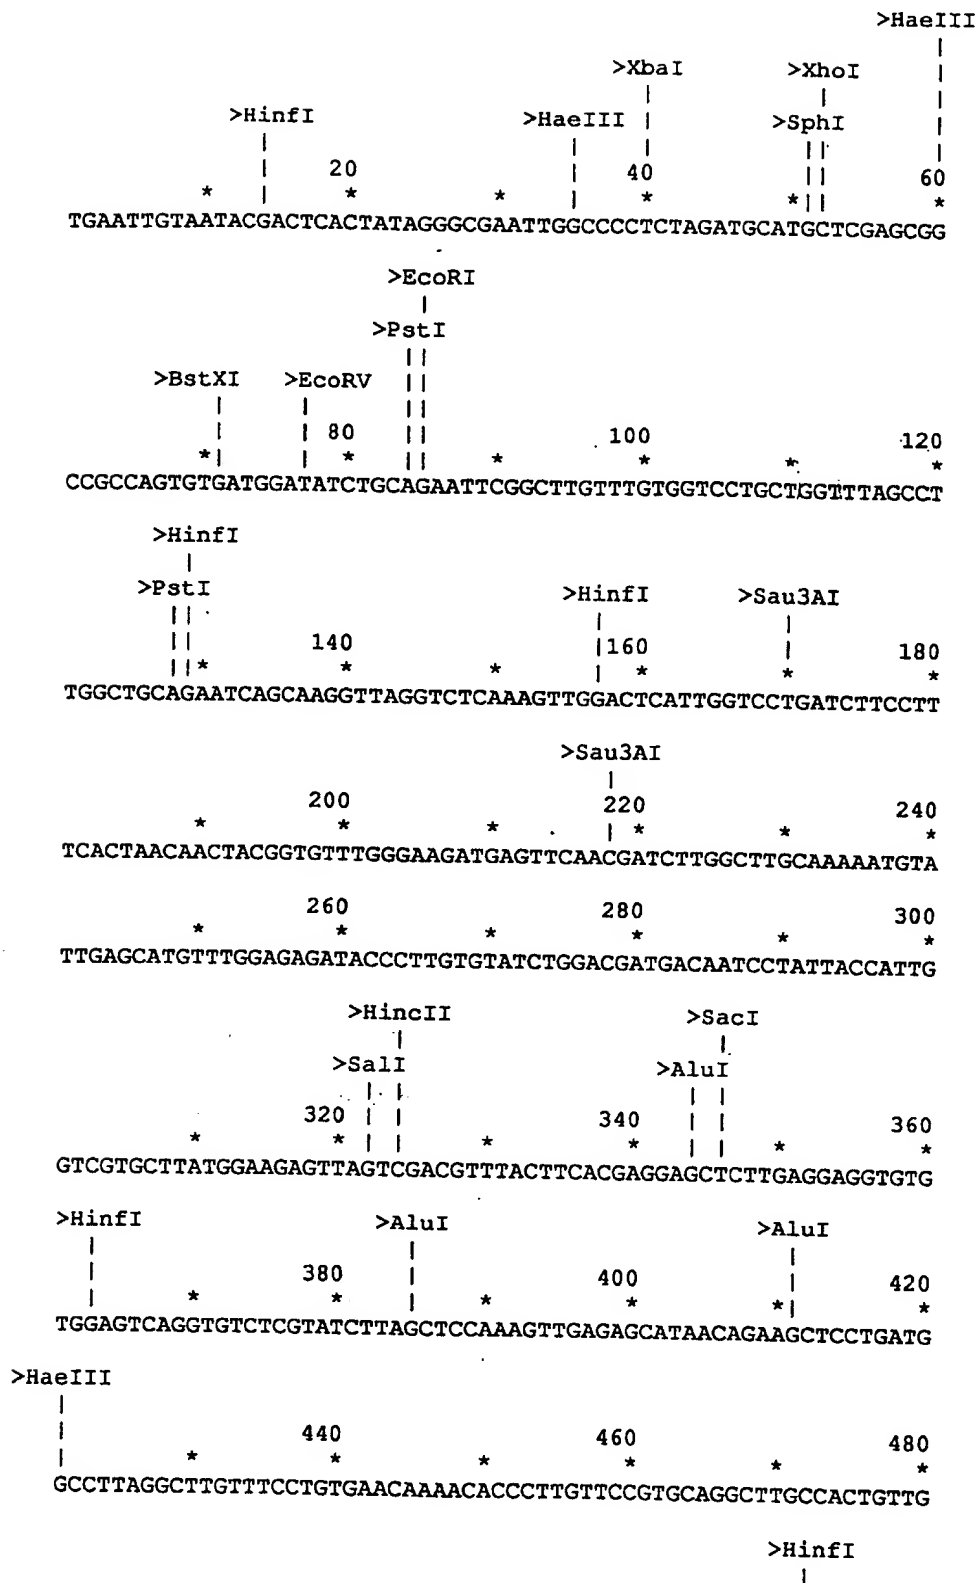 >HaeIII
>XbaI >XhoI
>HinfI >HaeIII >SphI
20 40 60
* * * * * *
TGAATTGTAATACGACTCACTATAGGGCGAATTGGCCCCTCTAGATGCATGCTCGAGCGG
>EcoRI
>PstI
>BstXI >EcoRV
80 100 120
* * * * * *
CCGCCAGTGTGATGGATATCTGCAGAATTCGGCTTGTTTGTGGTCCTGCTGGTTTAGCCT
>HinfI
>PstI >HinfI >Sau3AI
140 160 180
* * * * * *
TGGCTGCAGAATCAGCAAGGTTAGGTCTCAAAGTTGGACTCATTGGTCCTGATCTTCCTT
>Sau3AI
200 220 240
* * * * * *
TCACTAACAACTACGGTGTTTGGGAAGATGAGTTCAACGATCTTGGCTTGCAAAAATGTA
260 280 300
* * * * * *
TTGAGCATGTTTGGAGAGATACCCTTGTGTATCTGGACGATGACAATCCTATTACCATTG
>HincII >SacI
>SalI >AluI
320 340 360
* * * * * *
GTCGTGCTTATGGAAGAGTTAGTCGACGTTTACTTCACGAGGAGCTCTTGAGGAGGTGTG
>HinfI >AluI >AluI
380 400 420
* * * * * *
TGGAGTCAGGTGTCTCGTATCTTAGCTCCAAAGTTGAGAGCATAACAGAAGCTCCTGATG
>HaeIII
440 460 480
* * * * * *
GCCTTAGGCTTGTTTCCTGTGAACAAAACACCCTTGTTCCGTGCAGGCTTGCCACTGTTG
>HinfI